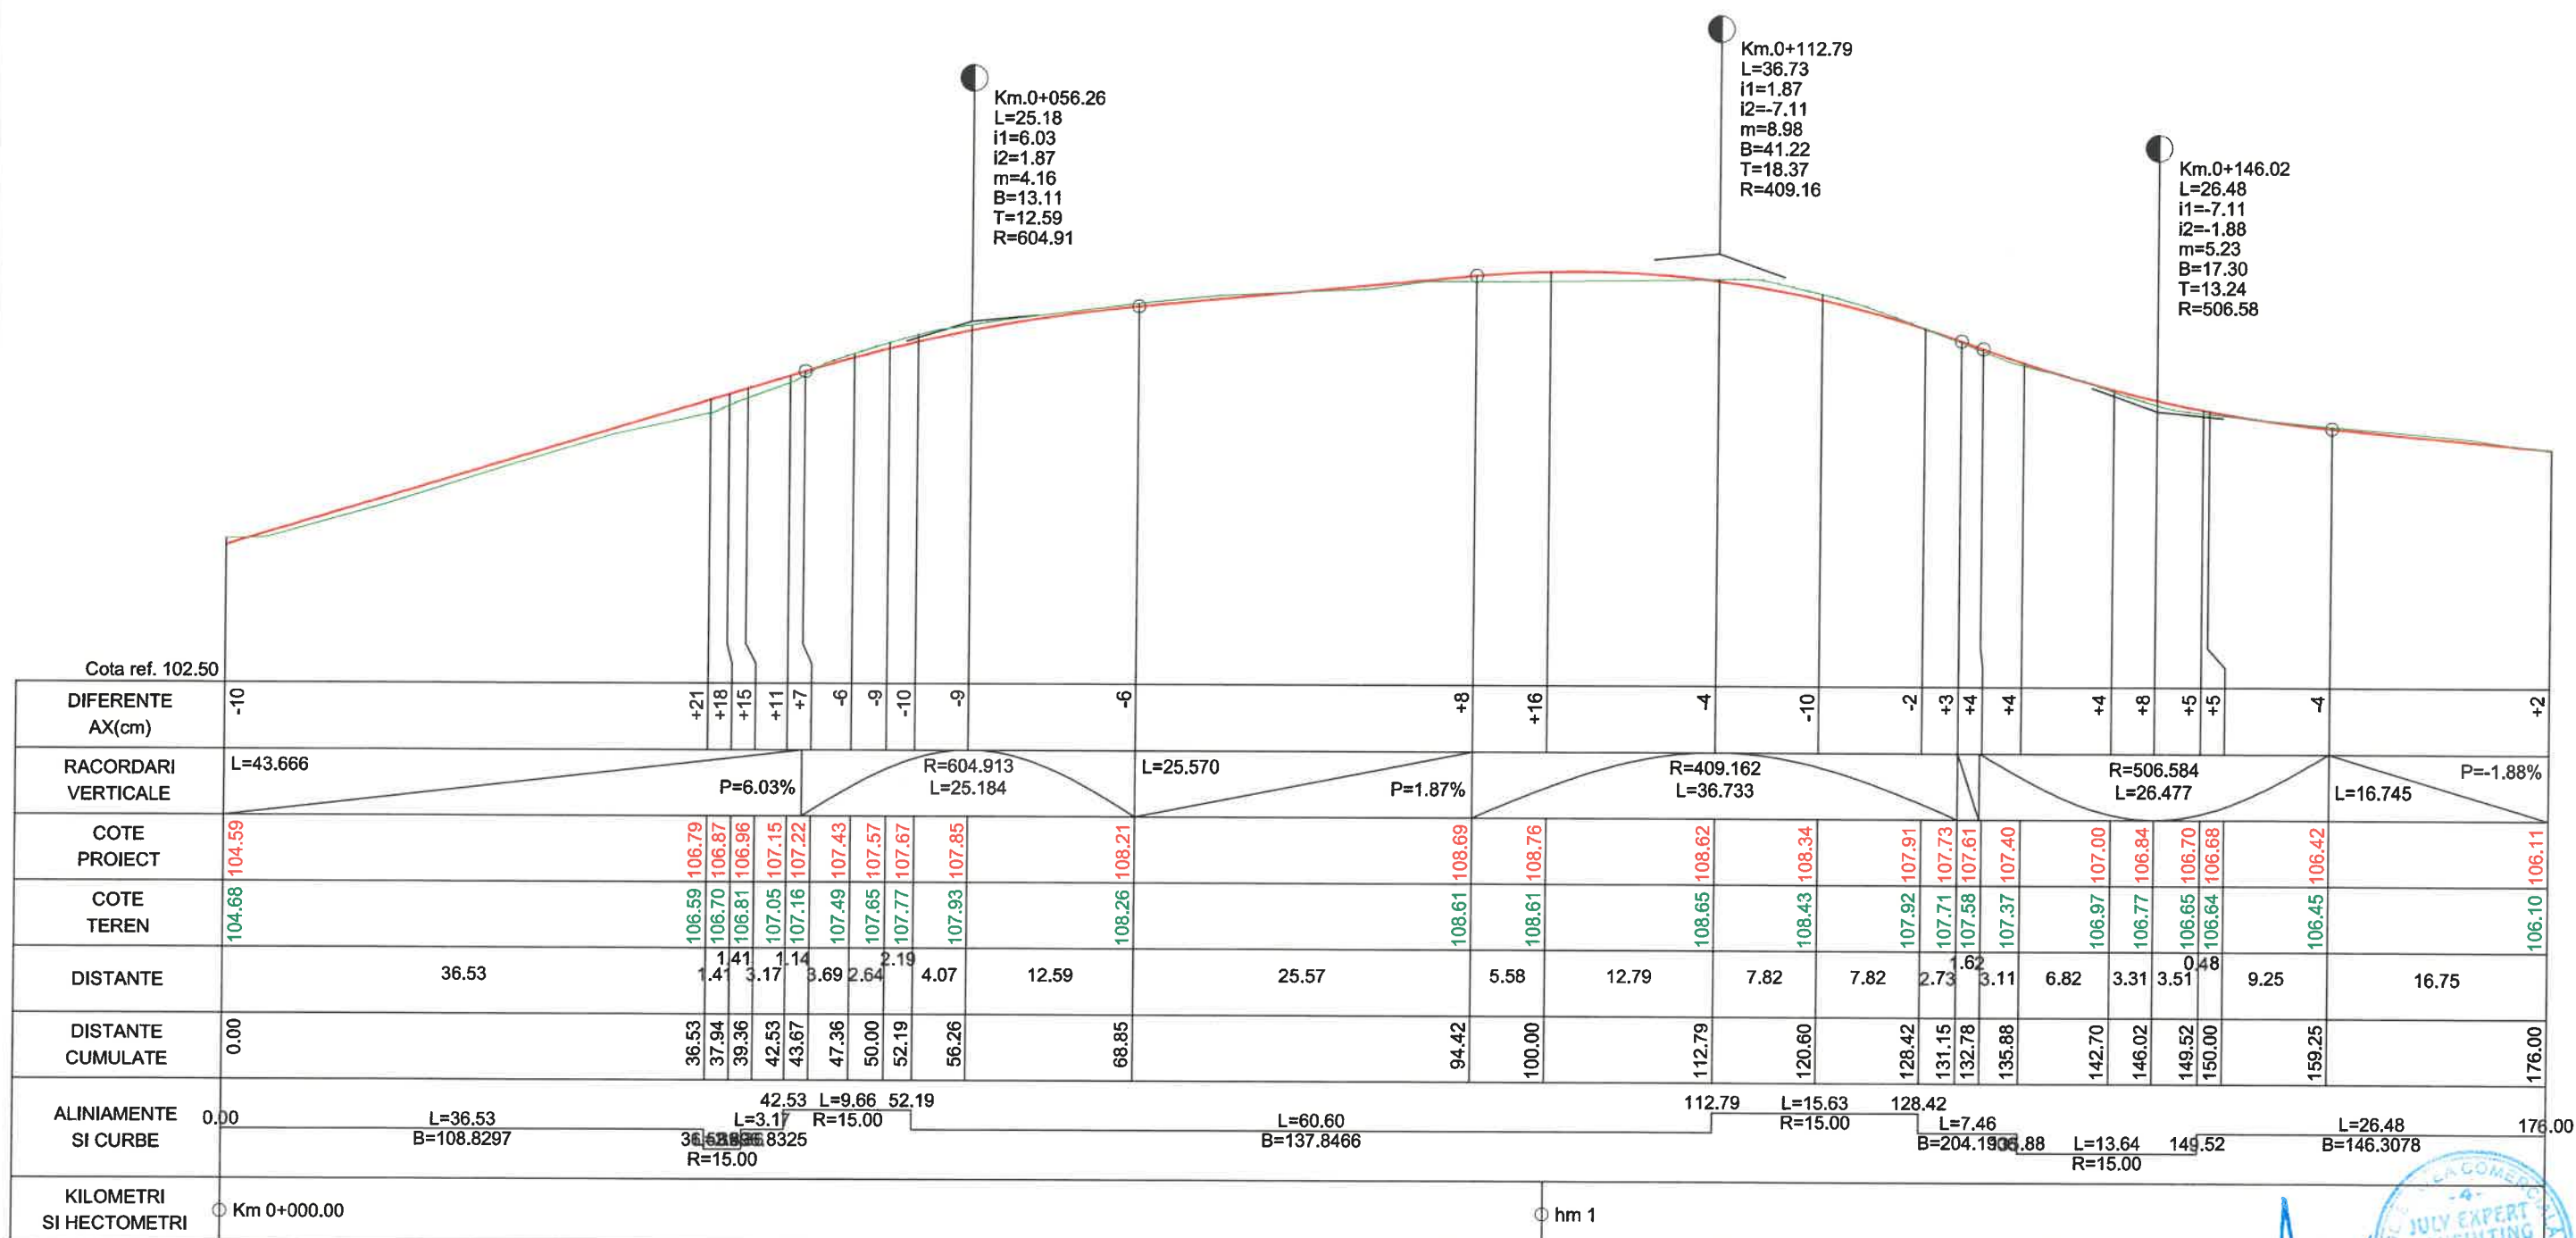 Km.0+056.26
L=25.18
i1=6.03
i2=1.87
m=4.16
B=13.11
T=12.59
R=604.91
Km.0+112.79
L=36.73
i1=1.87
i2=-7.11
m=8.98
B=41.22
T=18.37
R=409.16
Km.0+146.02
L=26.48
i1=-7.11
i2=-1.88
m=5.23
B=17.30
T=13.24
R=506.58
Cota ref. 102.50
DIFERENTE
AX(cm)
-10 +21 +18 +15 +11 +7 -6 -9 -10 -9 -6 +8 +16 -4 -10 -2 +3 +4 +4 +4 +8 +5 +5 -4 +2
RACORDARI
VERTICALE
L=43.666
P=6.03%
R=604.913
L=25.184
L=25.570
P=1.87%
R=409.162
L=36.733
R=506.584
L=26.477
L=16.745
P=-1.88%
COTE
PROIECT
104.59 106.79 106.87 106.96 107.15 107.22 107.43 107.57 107.67 107.85 108.21 108.69 108.76 108.62 108.34 107.91 107.73 107.61 107.40 107.00 106.84 106.70 106.68 106.42 106.11
COTE
TEREN
104.68 106.59 106.70 106.81 107.05 107.16 107.49 107.65 107.77 107.93 108.26 108.61 108.61 108.65 108.43 107.92 107.71 107.58 107.37 106.97 106.77 106.65 106.64 106.45 106.10
DISTANTE
36.53 1.41 1.41 3.17 1.14 3.69 2.64 2.19 4.07 12.59 25.57 5.58 12.79 7.82 7.82 2.73 1.62 3.11 6.82 3.31 3.51 0.48 9.25 16.75
DISTANTE
CUMULATE
0.00 36.53 37.94 39.36 42.53 43.67 47.36 50.00 52.19 56.26 68.85 94.42 100.00 112.79 120.60 128.42 131.15 132.78 135.88 142.70 146.02 149.52 150.00 159.25 176.00
ALINIAMENTE
SI CURBE
0.00
L=36.53
B=108.8297
R=15.00
L=3.17
42.53 L=9.66 52.19
R=15.00
L=60.60
B=137.8466
112.79 L=15.63 128.42
R=15.00
L=7.46
L=13.64 149.52
R=15.00
L=26.48
B=146.3078
176.00
KILOMETRI
SI HECTOMETRI
Km 0+000.00
hm 1
-4-
JULY EXPERT